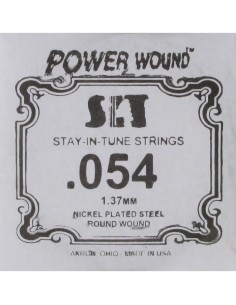 POWER WOUND™
SIT
STAY-IN-TUNE STRINGS
.054
1.37MM
NICKEL PLATED STEEL
ROUND WOUND
AKRON, OHIO - MADE IN USA